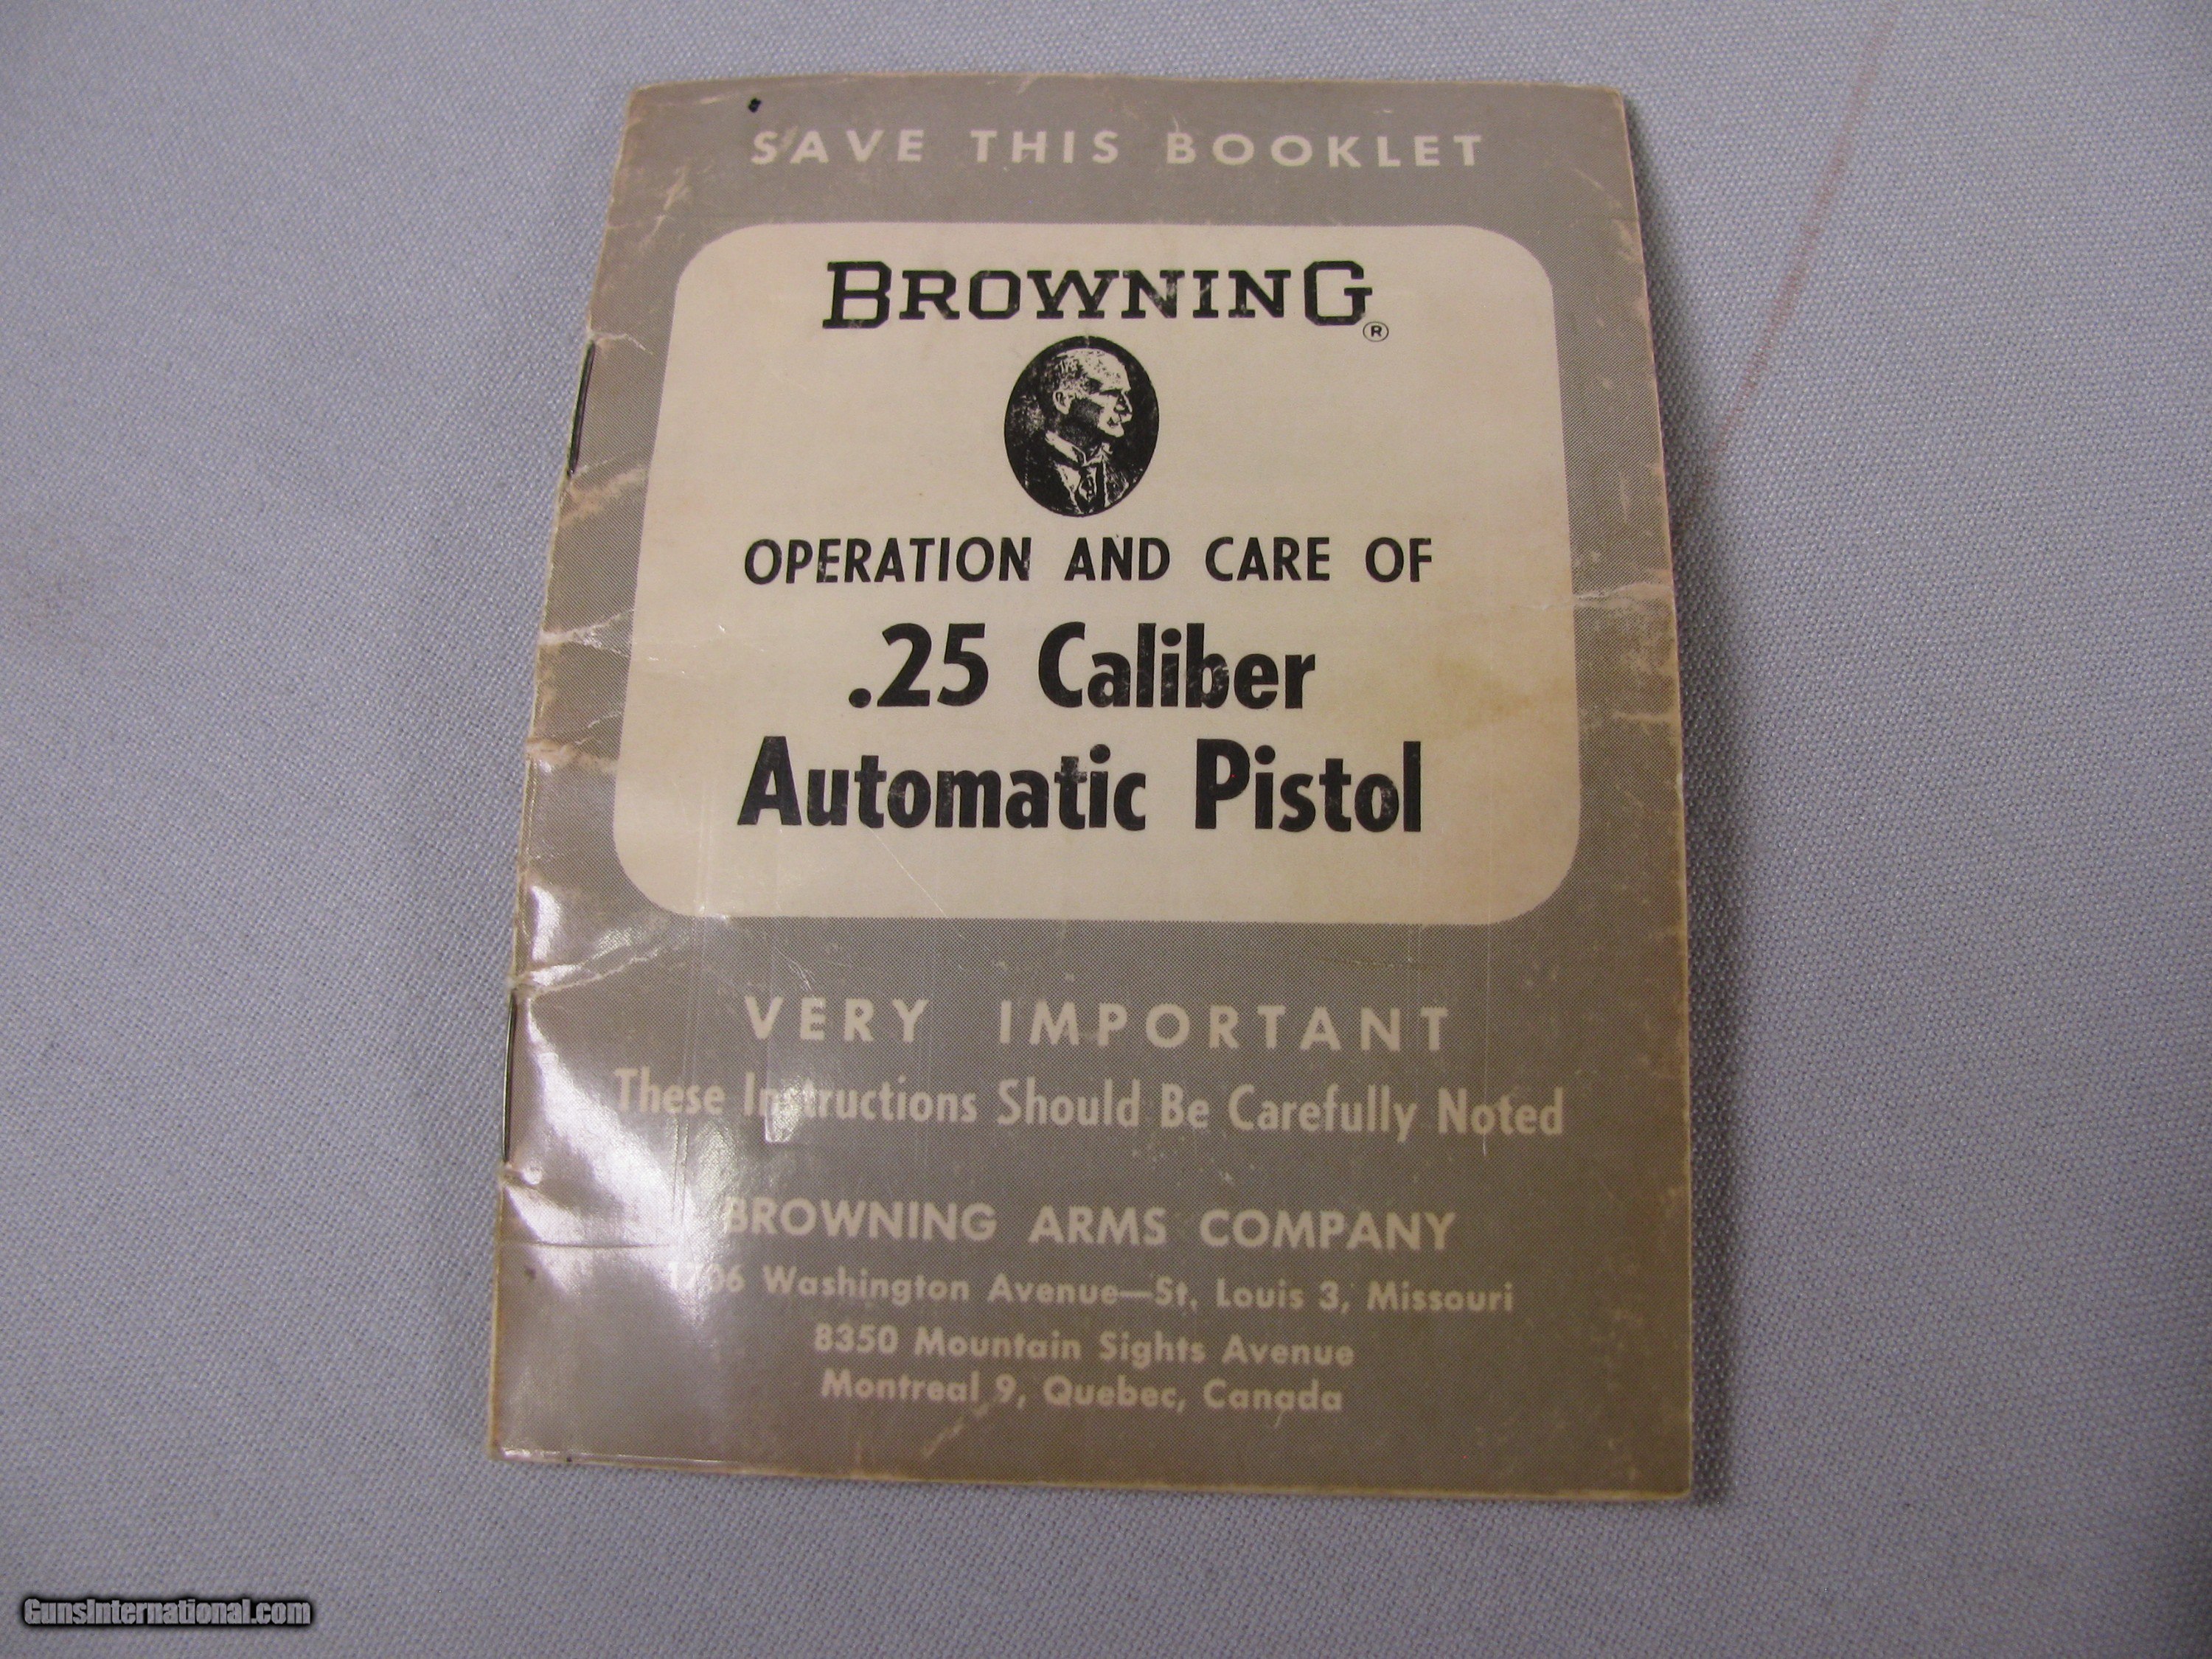 SAVE THIS BOOKLET
BROWNING®
OPERATION AND CARE OF
.25 Caliber
Automatic Pistol
VERY IMPORTANT
These Instructions Should Be Carefully Noted
BROWNING ARMS COMPANY
1706 Washington Avenue—St. Louis 3, Missouri
8350 Mountain Sights Avenue
Montreal 9, Quebec, Canada
GunsInternational.com